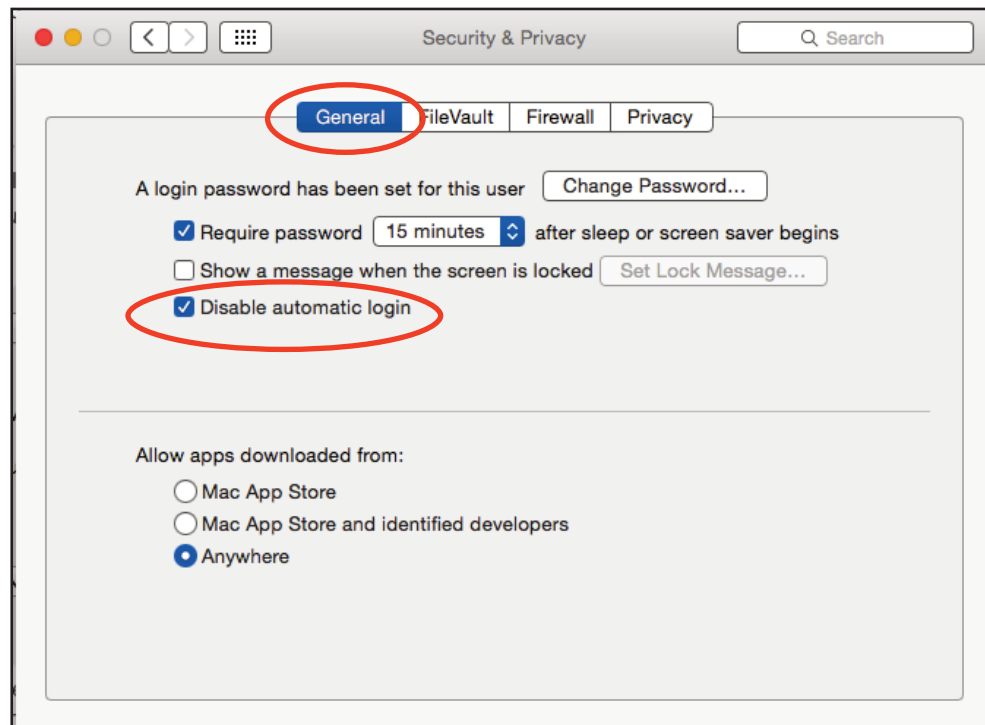 Security & Privacy
Search
General FileVault Firewall Privacy
A login password has been set for this user Change Password...
Require password 15 minutes after sleep or screen saver begins
Show a message when the screen is locked Set Lock Message...
Disable automatic login
Allow apps downloaded from:
Mac App Store
Mac App Store and identified developers
Anywhere